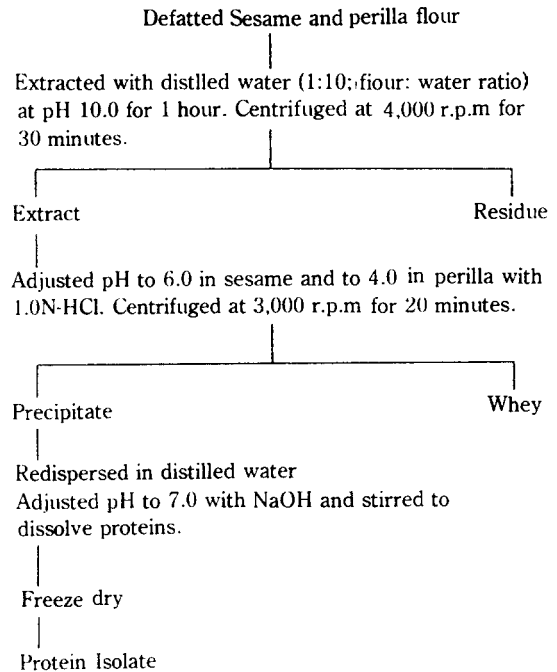 Defatted Sesame and perilla flour
Extracted with distlled water (1:10; fiour: water ratio)
at pH 10.0 for 1 hour. Centrifuged at 4,000 r.p.m for
30 minutes.
Extract
Residue
Adjusted pH to 6.0 in sesame and to 4.0 in perilla with
1.0N-HCl. Centrifuged at 3,000 r.p.m for 20 minutes.
Precipitate
Whey
Redispersed in distilled water
Adjusted pH to 7.0 with NaOH and stirred to
dissolve proteins.
Freeze dry
Protein Isolate